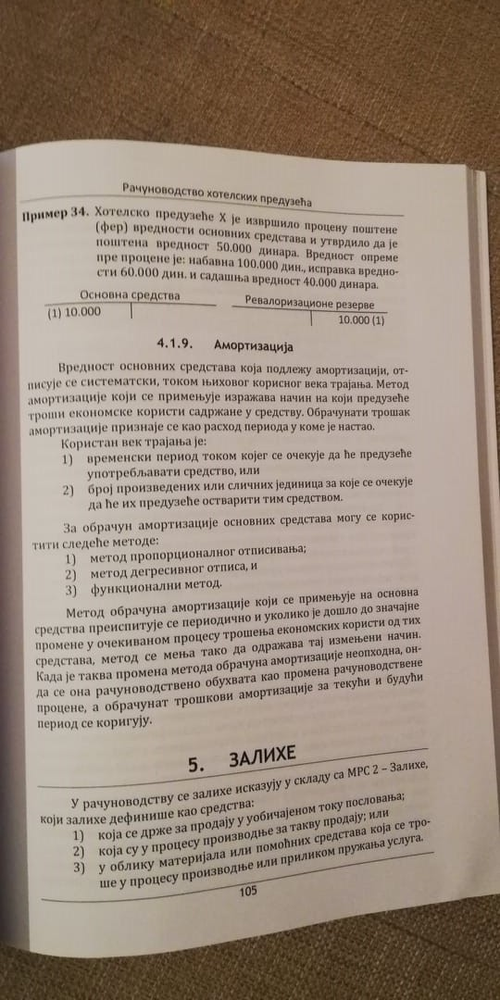 Рачуноводство хотелских предузећа
Пример 34. Хотелско предузеће X је извршило процену поштене
(фер) вредности основних средстава и утврдило да је
поштена вредност 50.000 динара. Вредност опреме
пре процене је: набавна 100.000 дин., исправка вредно-
сти 60.000 дин. и садашња вредност 40.000 динара.
Основна средства Ревалоризационе резерве
(1) 10.000 10.000 (1)
4.1.9. Амортизација
Вредност основних средстава која подлежу амортизацији, от-
писује се систематски, током њиховог корисног века трајања. Метод
амортизације који се примењује изражава начин на који предузеће
троши економске користи садржане у средству. Обрачунати трошак
амортизације признаје се као расход периода у коме је настао.
Користан век трајања је:
1) временски период током којег се очекује да ће предузеће
употребљавати средство, или
2) број произведених или сличних јединица за које се очекује
да ће их предузеће остварити тим средством.
За обрачун амортизације основних средстава могу се корис-
тити следеће методе:
1) метод пропорционалног отписивања;
2) метод дегресивног отписа, и
3) функционални метод.
Метод обрачуна амортизације који се примењује на основна
средства преиспитује се периодично и уколико је дошло до значајне
промене у очекиваном процесу трошења економских користи од тих
средстава, метод се мења тако да одражава тај измењени начин.
Када је таква промена метода обрачуна амортизације неопходна, он-
да се она рачуноводствено обухвата као промена рачуноводствене
процене, а обрачунат трошкови амортизације за текући и будући
период се коригују.
5. ЗАЛИХЕ
У рачуноводству се залихе исказују у складу са МРС 2 – Залихе,
који залихе дефинише као средства:
1) која се држе за продају у уобичајеном току пословања;
2) која су у процесу производње за такву продају; или
3) у облику материјала или помоћних средстава која се тро-
ше у процесу производње или приликом пружања услуга.
105